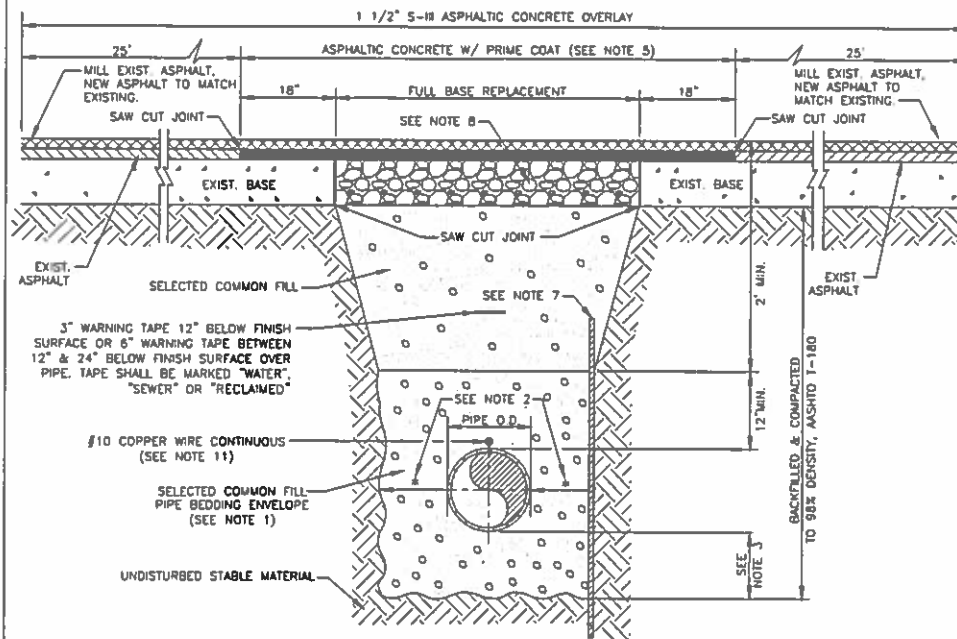 1 1/2" S-III ASPHALTIC CONCRETE OVERLAY
25'
ASPHALTIC CONCRETE W/ PRIME COAT (SEE NOTE 5)
25'
MILL EXIST. ASPHALT,
NEW ASPHALT TO MATCH
EXISTING.
18"
FULL BASE REPLACEMENT
18"
MILL EXIST. ASPHALT,
NEW ASPHALT TO
MATCH EXISTING.
SAW CUT JOINT
SEE NOTE 8
SAW CUT JOINT
EXIST. BASE
EXIST. BASE
SAW CUT JOINT
EXIST.
ASPHALT
EXIST.
ASPHALT
SELECTED COMMON FILL
SEE NOTE 7
2' MIN.
3" WARNING TAPE 12" BELOW FINISH
SURFACE OR 6" WARNING TAPE BETWEEN
12" & 24" BELOW FINISH SURFACE OVER
PIPE. TAPE SHALL BE MARKED "WATER",
"SEWER" OR "RECLAIMED"
SEE NOTE 2
PIPE O.D.
12"MIN.
#10 COPPER WIRE CONTINUOUS
(SEE NOTE 11)
* *
SELECTED COMMON FILL
PIPE BEDDING ENVELOPE
(SEE NOTE 1)
SEE
NOTE 3
BACKFILLED & COMPACTED
TO 98% DENSITY, AASHTO T-180
UNDISTURBED STABLE MATERIAL